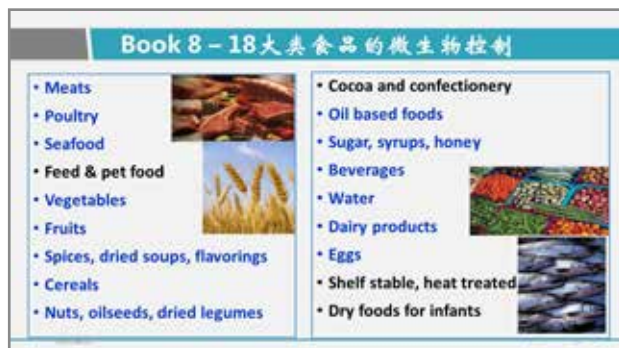 Book 8 – 18大类食品的微生物控制
• Meats
• Poultry
• Seafood
• Feed & pet food
• Vegetables
• Fruits
• Spices, dried soups, flavorings
• Cereals
• Nuts, oilseeds, dried legumes
• Cocoa and confectionery
• Oil based foods
• Sugar, syrups, honey
• Beverages
• Water
• Dairy products
• Eggs
• Shelf stable, heat treated
• Dry foods for infants